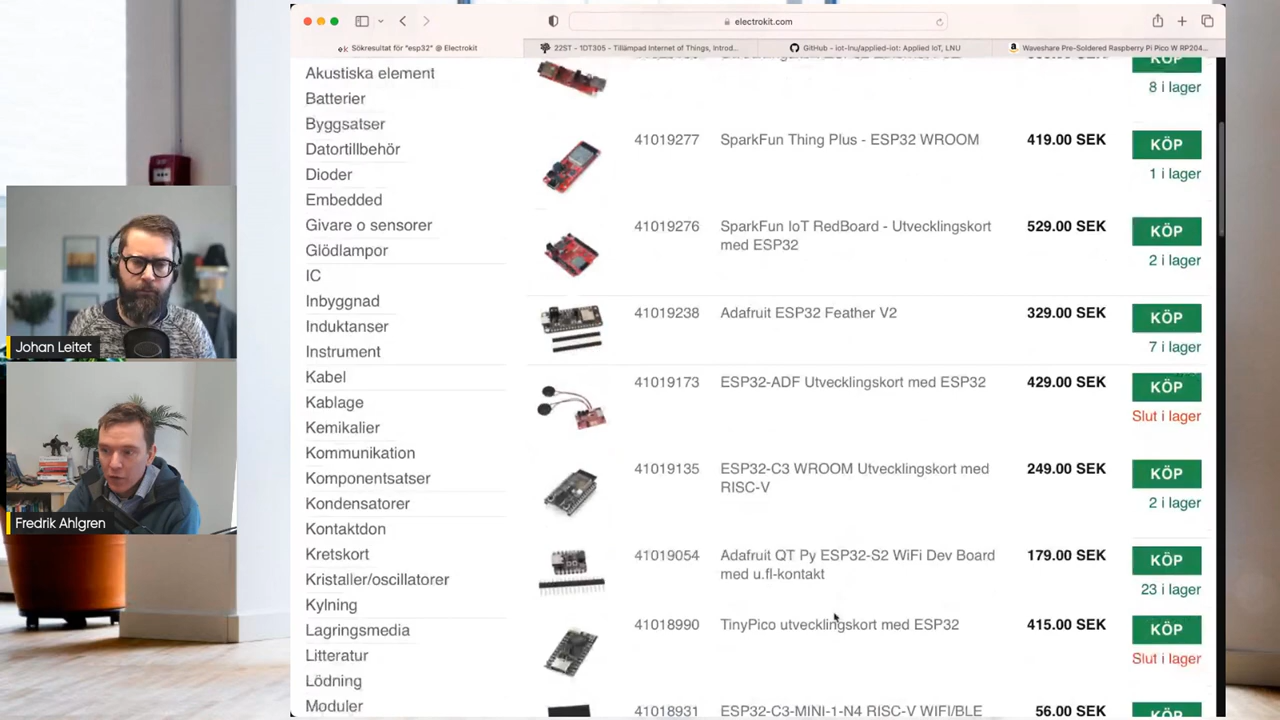 electrokit.com
Sökresultat för "esp32" @ Electrokit
22ST - 1DT305 - Tillämpad Internet of Things, Introd...
GitHub - iot-lnu/applied-iot: Applied IoT, LNU
Waveshare Pre-Soldered Raspberry Pi Pico W RP204...
Akustiska element
Batterier
Byggsatser
Datortillbehör
Dioder
Embedded
Givare o sensorer
Glödlampor
IC
Inbyggnad
Induktanser
Instrument
Kabel
Kablage
Kemikalier
Kommunikation
Komponentsatser
Kondensatorer
Kontaktdon
Kretskort
Kristaller/oscillatorer
Kylning
Lagringsmedia
Litteratur
Lödning
Moduler
KÖP
8 i lager
41019277 SparkFun Thing Plus - ESP32 WROOM 419.00 SEK KÖP
1 i lager
41019276 SparkFun IoT RedBoard - Utvecklingskort 529.00 SEK KÖP
med ESP32
2 i lager
41019238 Adafruit ESP32 Feather V2 329.00 SEK KÖP
7 i lager
41019173 ESP32-ADF Utvecklingskort med ESP32 429.00 SEK KÖP
Slut i lager
41019135 ESP32-C3 WROOM Utvecklingskort med 249.00 SEK KÖP
RISC-V
2 i lager
41019054 Adafruit QT Py ESP32-S2 WiFi Dev Board 179.00 SEK KÖP
med u.fl-kontakt
23 i lager
41018990 TinyPico utvecklingskort med ESP32 415.00 SEK KÖP
Slut i lager
41018931 ESP32-C3-MINI-1-N4 RISC-V WIFI/BLE 56.00 SEK KÖP
Johan Leitet
Fredrik Ahlgren